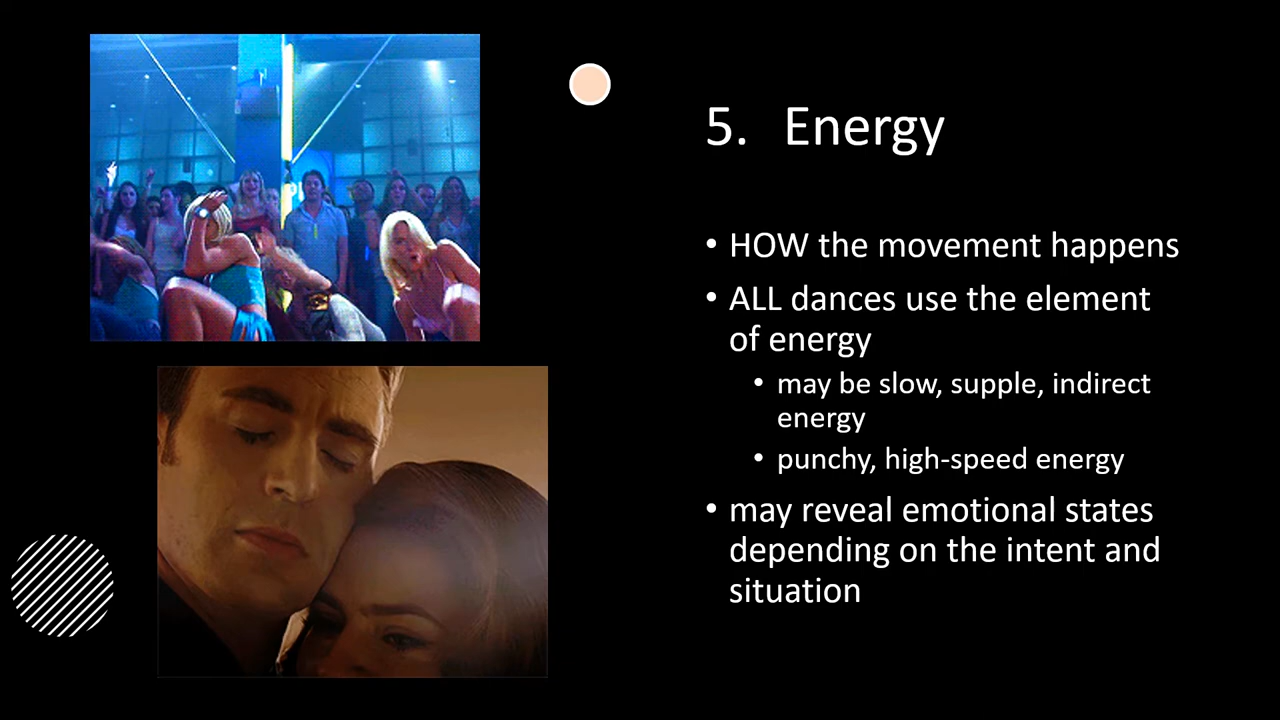 5. Energy
• HOW the movement happens
• ALL dances use the element
of energy
• may be slow, supple, indirect
energy
• punchy, high-speed energy
• may reveal emotional states
depending on the intent and
situation